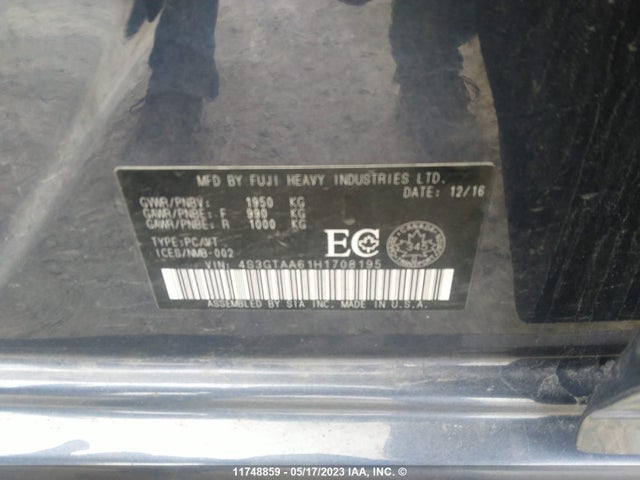 MFD BY FUJI HEAVY INDUSTRIES LTD.
DATE: 12/16
GVWR/PNBV: 1950 KG
GAWR/PNBE: F 990 KG
GAWR/PNBE: R 1000 KG
TYPE: PC/VT
ICES/NMB-002
EC
VIN: 4S3GTAA61H1708195
ASSEMBLED BY SIA INC. MADE IN U.S.A.
11748859 - 05/17/2023 IAA, INC. ©